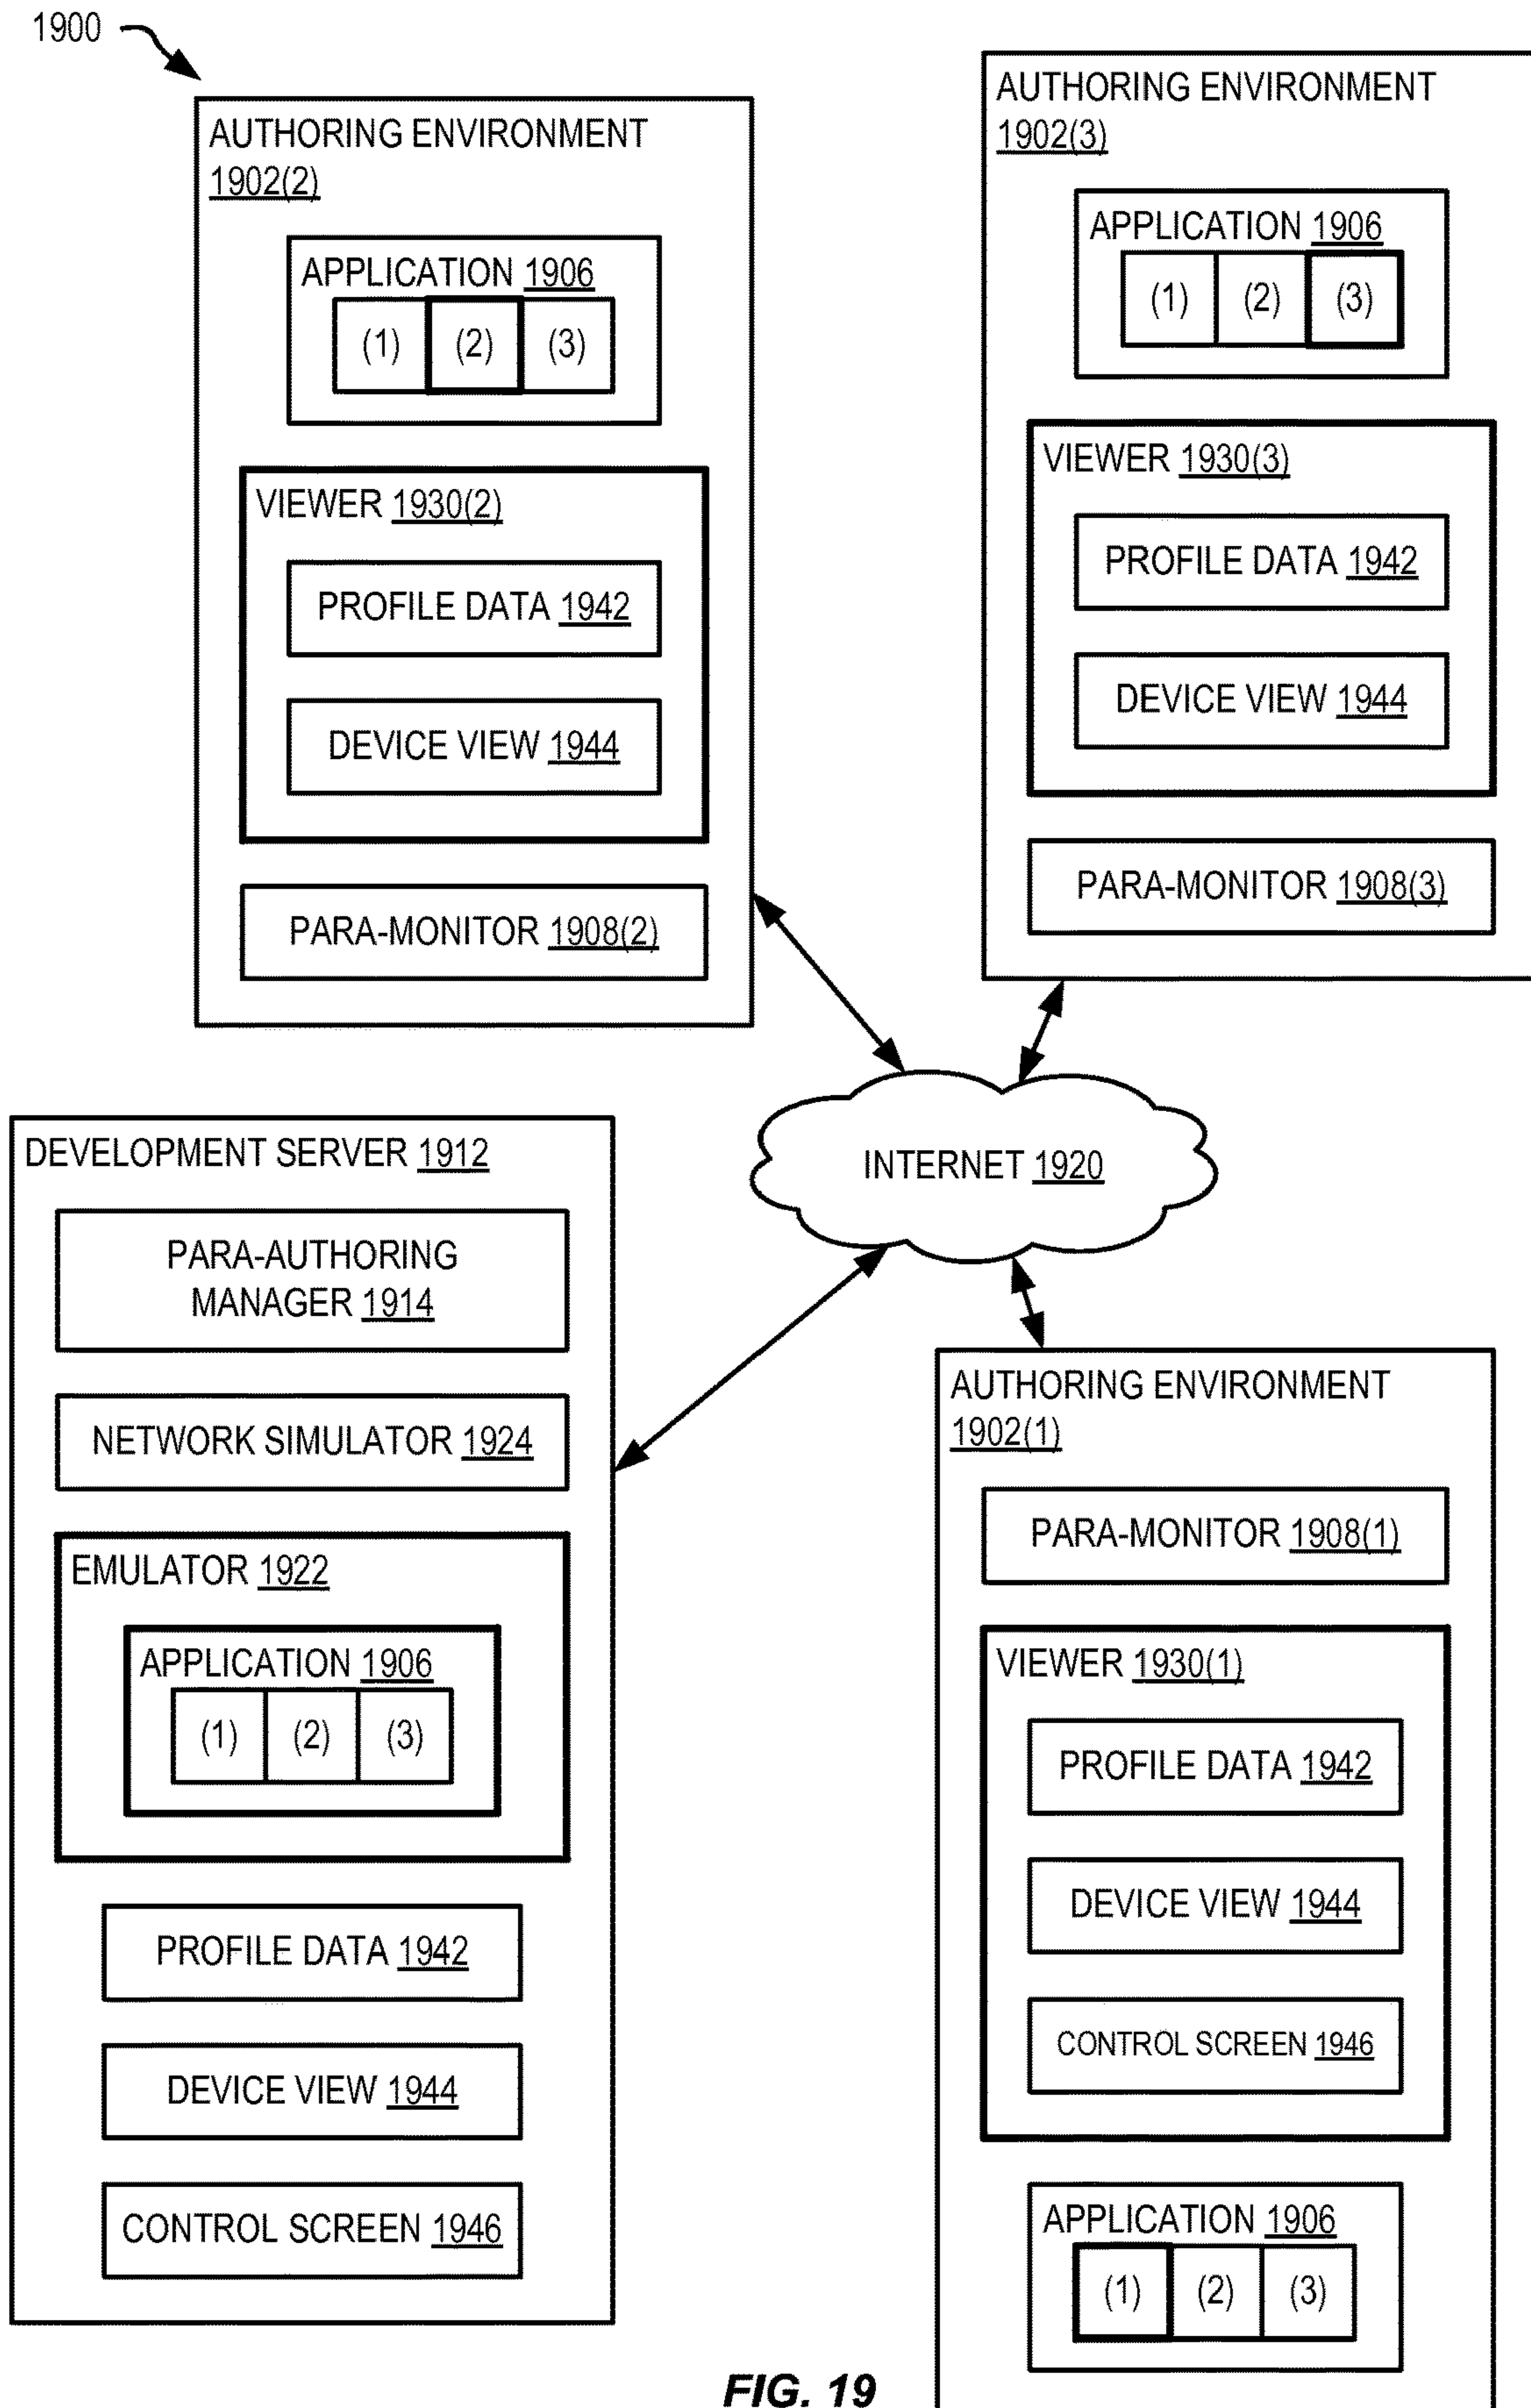 1900
AUTHORING ENVIRONMENT
1902(2)
APPLICATION 1906
(1) (2) (3)
VIEWER 1930(2)
PROFILE DATA 1942
DEVICE VIEW 1944
PARA-MONITOR 1908(2)
AUTHORING ENVIRONMENT
1902(3)
APPLICATION 1906
(1) (2) (3)
VIEWER 1930(3)
PROFILE DATA 1942
DEVICE VIEW 1944
PARA-MONITOR 1908(3)
INTERNET 1920
DEVELOPMENT SERVER 1912
PARA-AUTHORING
MANAGER 1914
NETWORK SIMULATOR 1924
EMULATOR 1922
APPLICATION 1906
(1) (2) (3)
PROFILE DATA 1942
DEVICE VIEW 1944
CONTROL SCREEN 1946
AUTHORING ENVIRONMENT
1902(1)
PARA-MONITOR 1908(1)
VIEWER 1930(1)
PROFILE DATA 1942
DEVICE VIEW 1944
CONTROL SCREEN 1946
APPLICATION 1906
(1) (2) (3)
FIG. 19